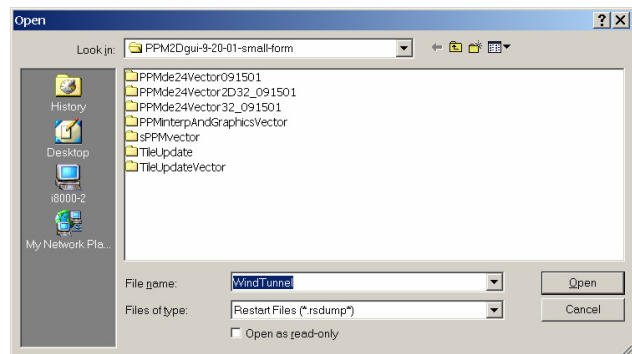 Open
Look in: PPM2Dgui-9-20-01-small-form
History
Desktop
i8000-2
My Network Pla...
PPMde24Vector091501
PPMde24Vector2D32_091501
PPMde24Vector32_091501
PPMinterpAndGraphicsVector
sPPMvector
TileUpdate
TileUpdateVector
File name: WindTunnel Open
Files of type: Restart Files (*.rsdump*) Cancel
Open as read-only